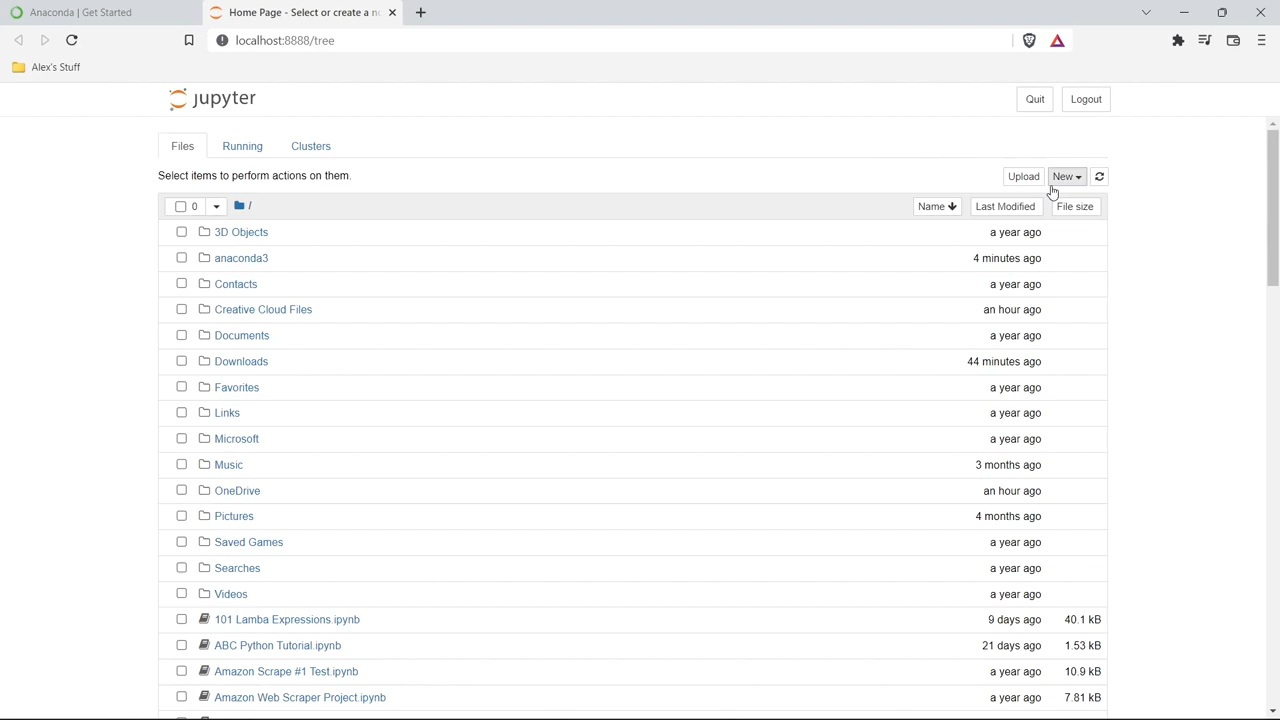 Anaconda | Get Started
Home Page - Select or create a n
localhost:8888/tree
Alex's Stuff
jupyter
Quit
Logout
Files
Running
Clusters
Select items to perform actions on them.
Upload
New
0
/
Name
Last Modified
File size
3D Objects
a year ago
anaconda3
4 minutes ago
Contacts
a year ago
Creative Cloud Files
an hour ago
Documents
a year ago
Downloads
44 minutes ago
Favorites
a year ago
Links
a year ago
Microsoft
a year ago
Music
3 months ago
OneDrive
an hour ago
Pictures
4 months ago
Saved Games
a year ago
Searches
a year ago
Videos
a year ago
101 Lamba Expressions.ipynb
9 days ago
40.1 kB
ABC Python Tutorial.ipynb
21 days ago
1.53 kB
Amazon Scrape #1 Test.ipynb
a year ago
10.9 kB
Amazon Web Scraper Project.ipynb
a year ago
7.81 kB